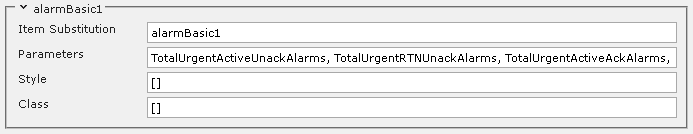 alarmBasic1
Item Substitution alarmBasic1
Parameters TotalUrgentActiveUnackAlarms, TotalUrgentRTNUnackAlarms, TotalUrgentActiveAckAlarms,
Style []
Class []